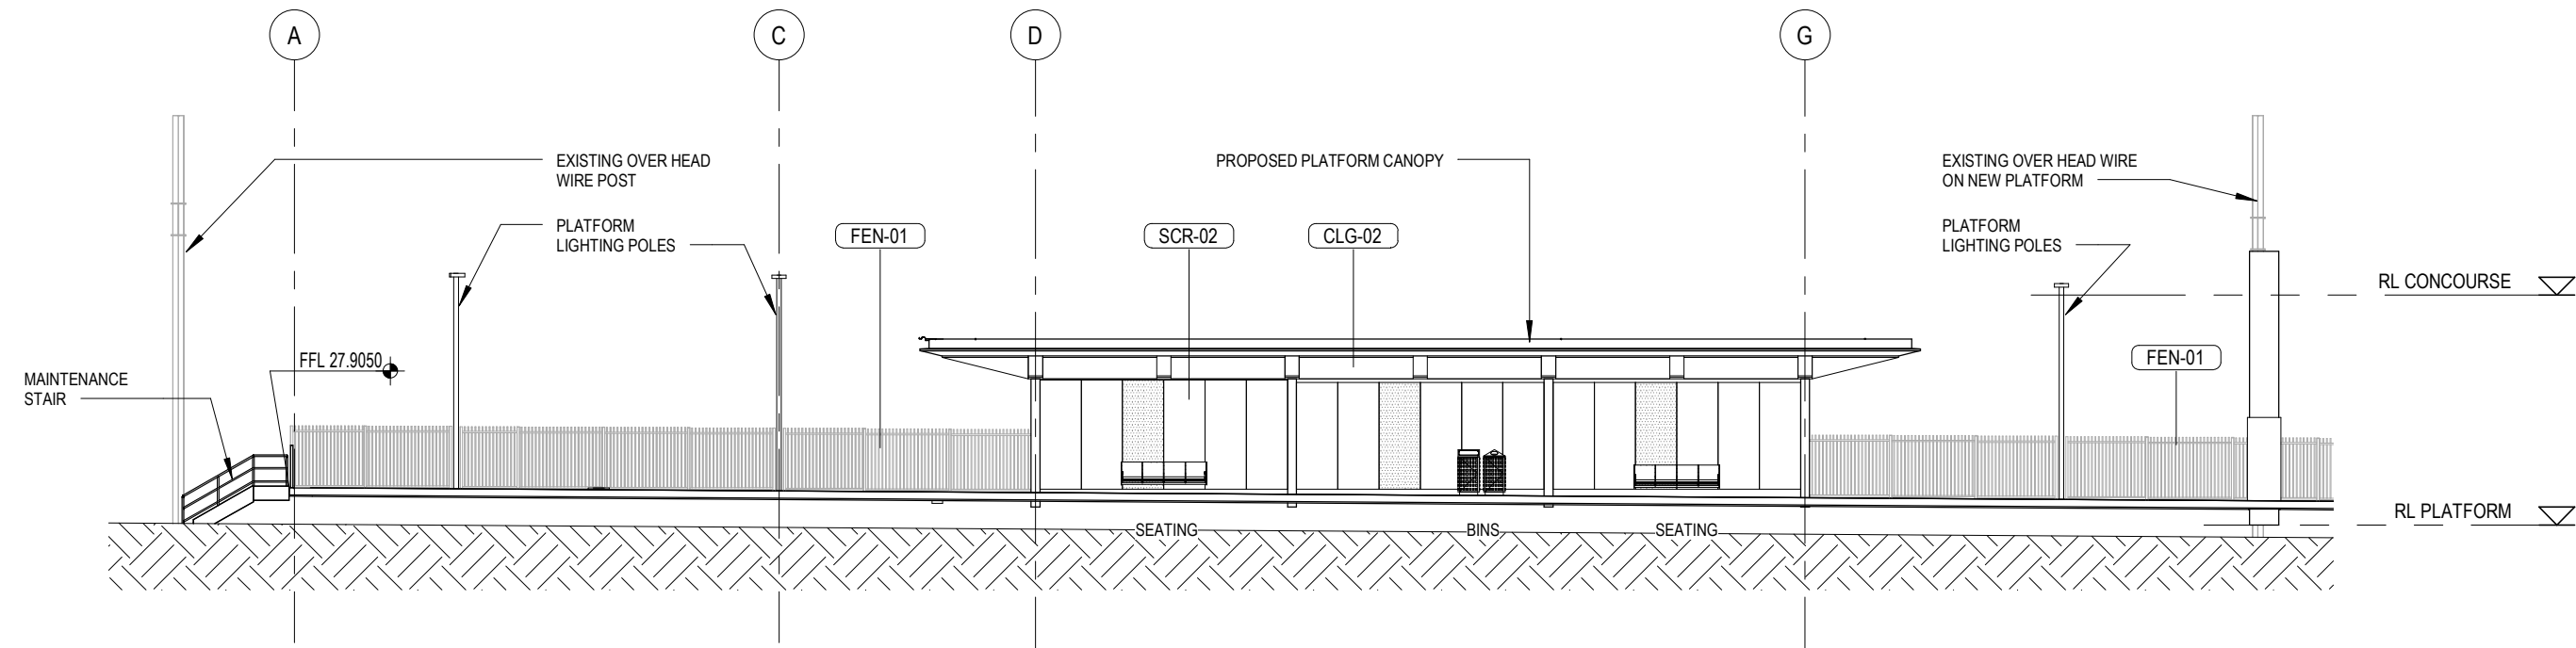 A
C
D
G
EXISTING OVER HEAD
WIRE POST
PROPOSED PLATFORM CANOPY
EXISTING OVER HEAD WIRE
ON NEW PLATFORM
PLATFORM
LIGHTING POLES
FEN-01
SCR-02
CLG-02
PLATFORM
LIGHTING POLES
RL CONCOURSE
FFL 27.9050
FEN-01
MAINTENANCE
STAIR
RL PLATFORM
SEATING
BINS
SEATING